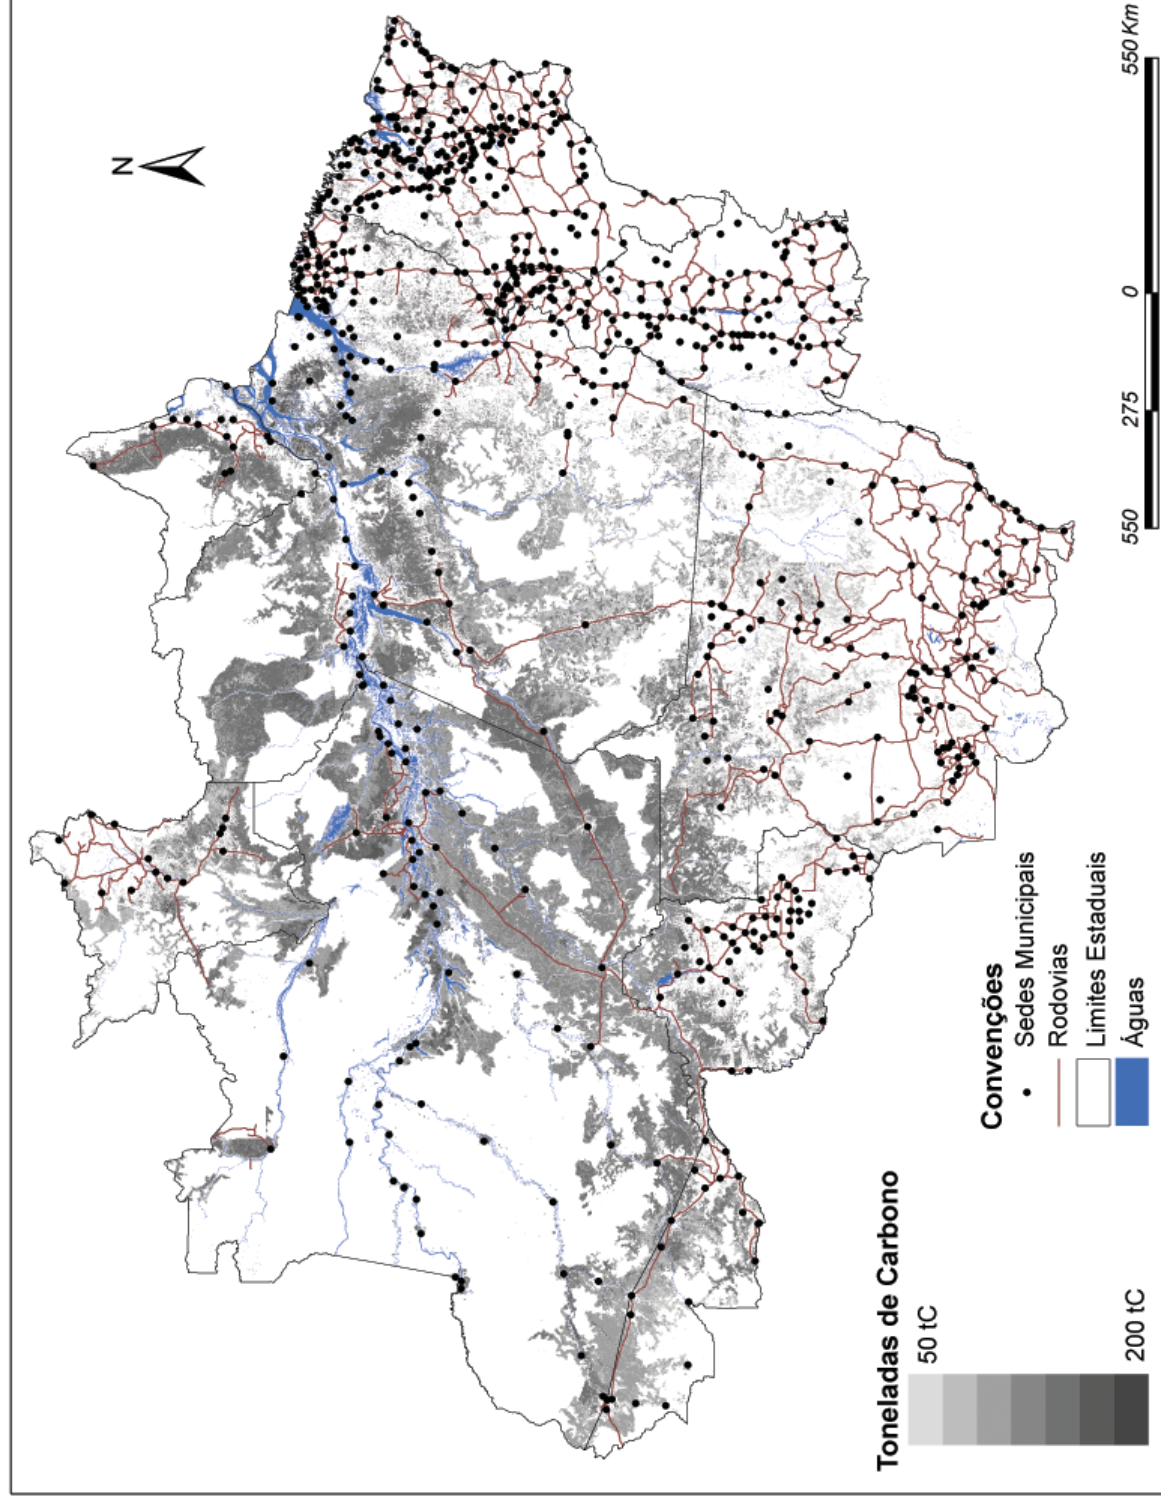 N
Toneladas de Carbono
50 tC
200 tC
Convenções
Sedes Municipais
Rodovias
Limites Estaduais
Águas
550
275
0
550 Km